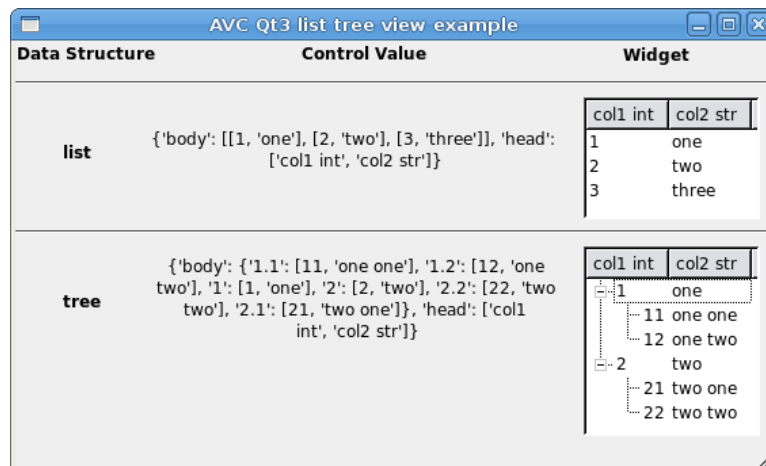 AVC Qt3 list tree view example
Data Structure Control Value Widget
list
{'body': [[1, 'one'], [2, 'two'], [3, 'three']], 'head':
['col1 int', 'col2 str']}
col1 int col2 str
1 one
2 two
3 three
tree
{'body': {'1.1': [11, 'one one'], '1.2': [12, 'one
two'], '1': [1, 'one'], '2': [2, 'two'], '2.2': [22, 'two
two'], '2.1': [21, 'two one']}, 'head': ['col1
int', 'col2 str']}
col1 int col2 str
1 one
11 one one
12 one two
2 two
21 two one
22 two two